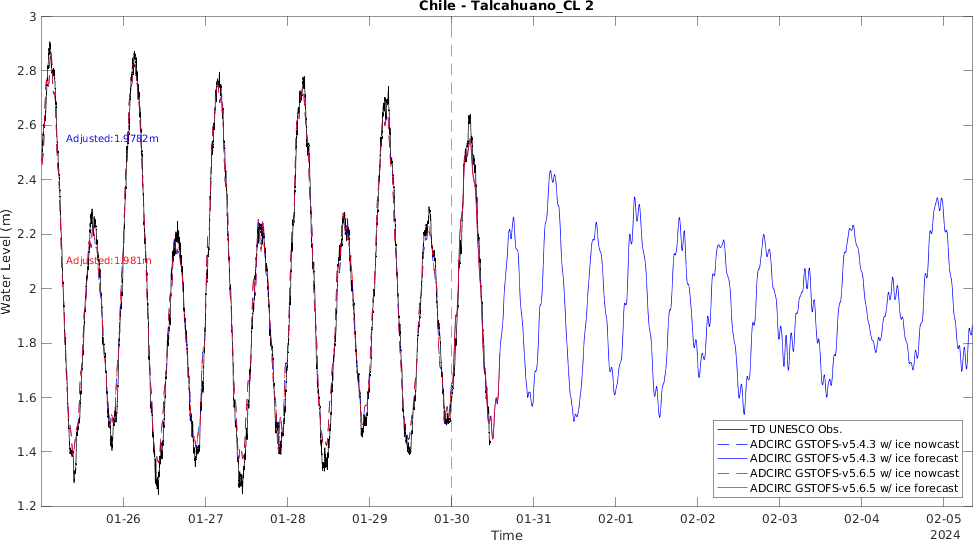 Chile - Talcahuano_CL 2
3
2.8
2.6
2.4
2.2
2
1.8
1.6
1.4
1.2
Water Level (m)
Adjusted:1.9782m
Adjusted:1.981m
TD UNESCO Obs.
ADCIRC GSTOFS-v5.4.3 w/ ice nowcast
ADCIRC GSTOFS-v5.4.3 w/ ice forecast
ADCIRC GSTOFS-v5.6.5 w/ ice nowcast
ADCIRC GSTOFS-v5.6.5 w/ ice forecast
01-26 01-27 01-28 01-29 01-30 01-31 02-01 02-02 02-03 02-04 02-05
2024
Time